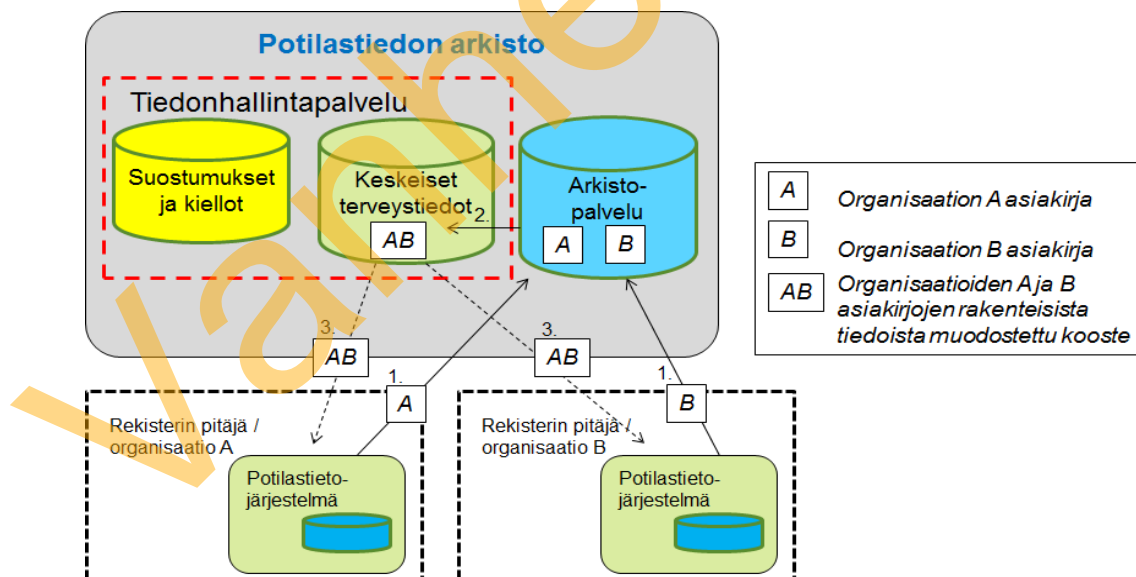 Potilastiedon arkisto
Tiedonhallintapalvelu
Suostumukset
ja kiellot
Keskeiset
terveystiedot
2.
AB
Arkisto-
palvelu
A
B
A
Organisaation A asiakirja
B
Organisaation B asiakirja
AB
Organisaatioiden A ja B
asiakirjojen rakenteisista
tiedoista muodostettu kooste
3.
AB
3.
AB
1.
A
1.
B
Rekisterin pitäjä /
organisaatio A
Potilastieto-
järjestelmä
Rekisterin pitäjä /
organisaatio B
Potilastieto-
järjestelmä